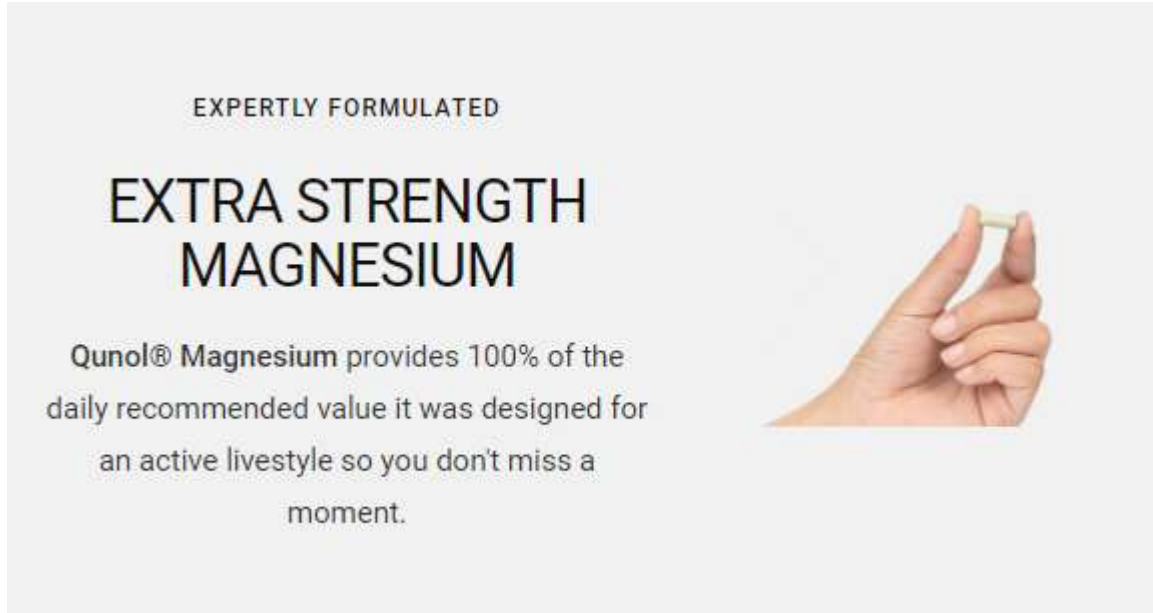 EXPERTLY FORMULATED
EXTRA STRENGTH
MAGNESIUM
Qunol® Magnesium provides 100% of the
daily recommended value it was designed for
an active livestyle so you don't miss a
moment.